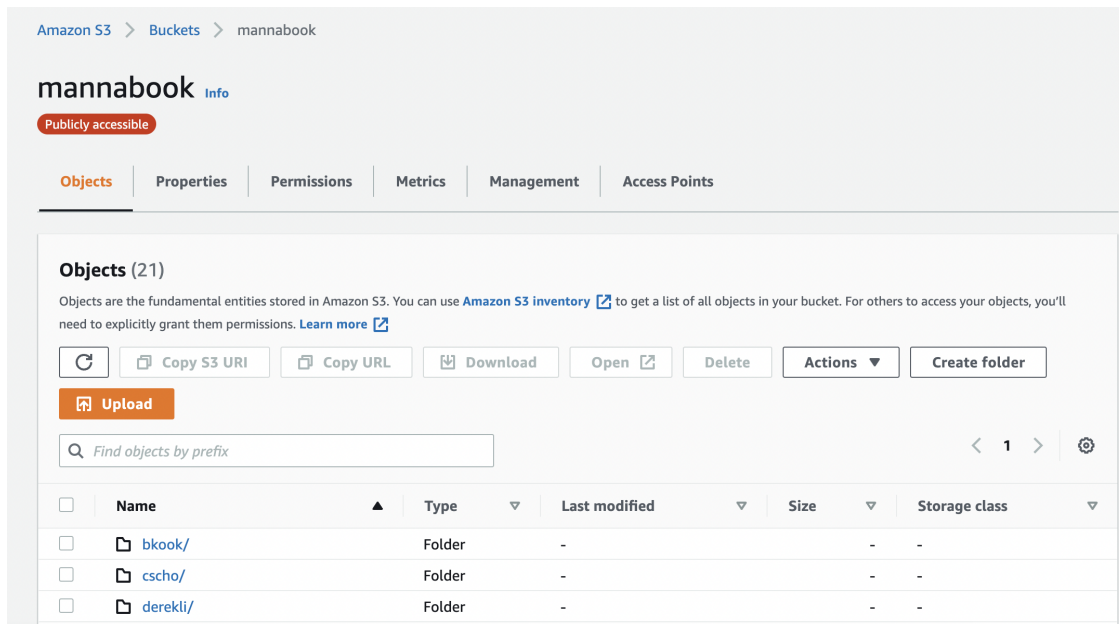 Amazon S3 > Buckets > mannabook
mannabook Info
Publicly accessible
Objects Properties Permissions Metrics Management Access Points
Objects (21)
Objects are the fundamental entities stored in Amazon S3. You can use Amazon S3 inventory to get a list of all objects in your bucket. For others to access your objects, you'll
need to explicitly grant them permissions. Learn more
Copy S3 URI Copy URL Download Open Delete Actions Create folder
Upload
Find objects by prefix 1
Name Type Last modified Size Storage class
bkook/ Folder - - -
cscho/ Folder - - -
derekli/ Folder - - -